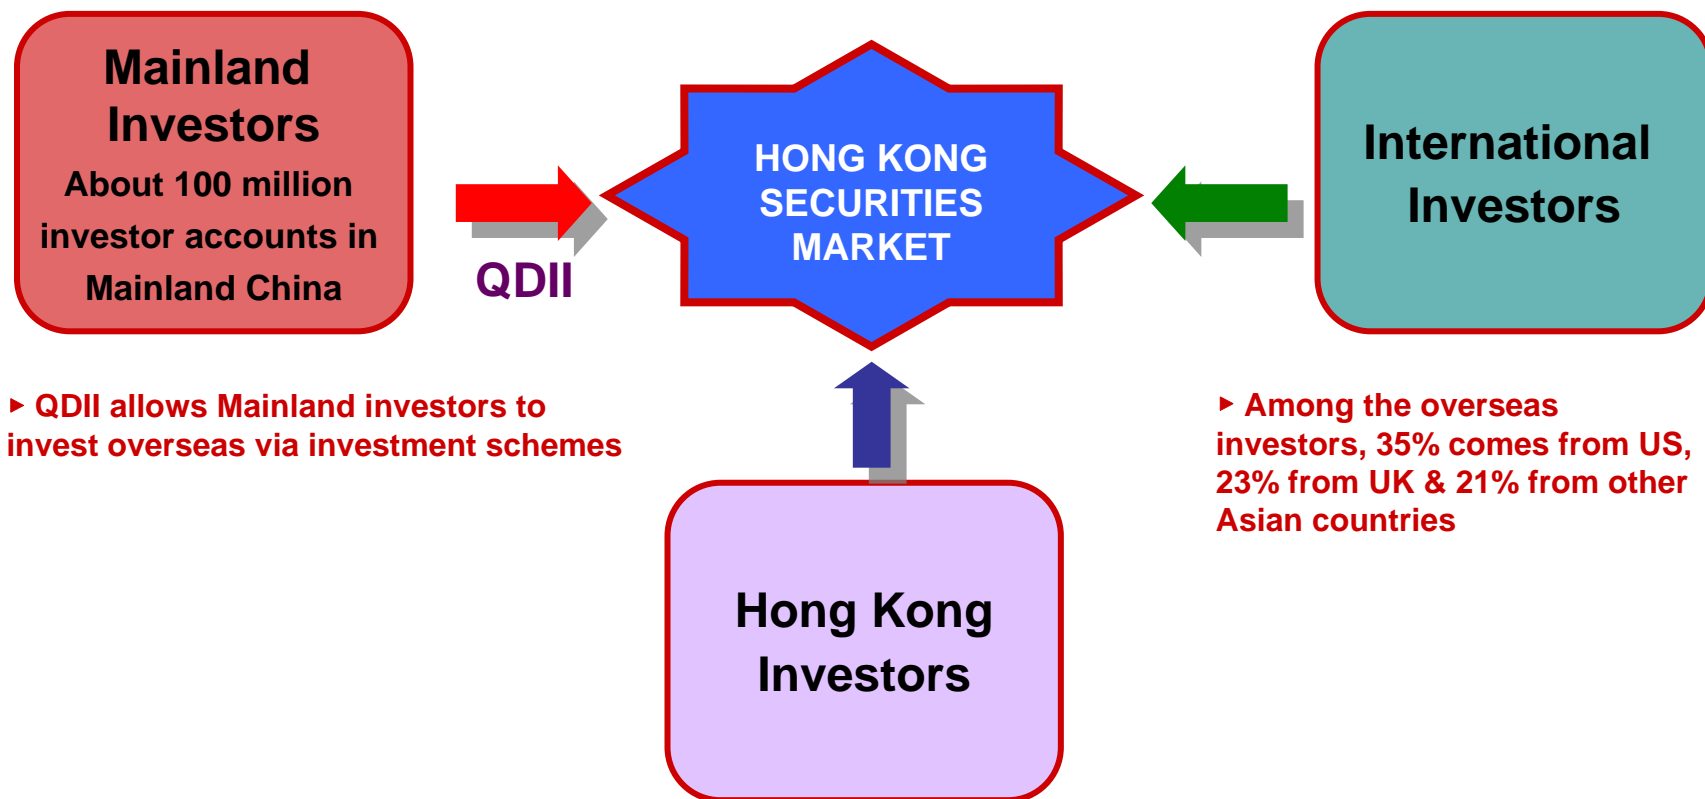 Mainland
Investors
About 100 million
investor accounts in
Mainland China
QDII
HONG KONG
SECURITIES
MARKET
International
Investors
► QDII allows Mainland investors to
invest overseas via investment schemes
► Among the overseas
investors, 35% comes from US,
23% from UK & 21% from other
Asian countries
Hong Kong
Investors